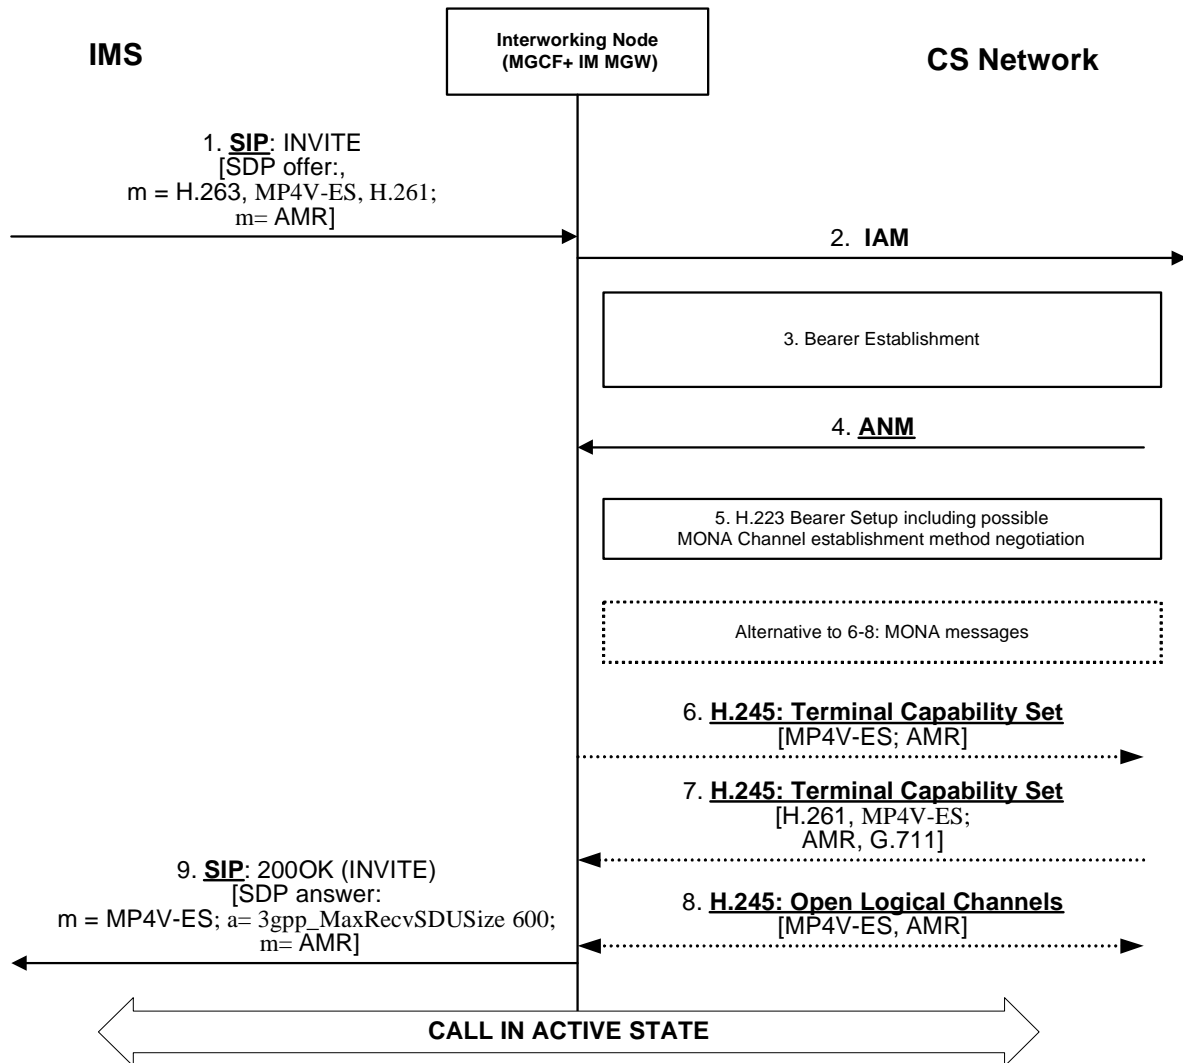 IMS
Interworking Node
(MGCF+ IM MGW)
CS Network
1. SIP: INVITE
[SDP offer:,
m = H.263, MP4V-ES, H.261;
m= AMR]
2. IAM
3. Bearer Establishment
4. ANM
5. H.223 Bearer Setup including possible
MONA Channel establishment method negotiation
Alternative to 6-8: MONA messages
6. H.245: Terminal Capability Set
[MP4V-ES; AMR]
7. H.245: Terminal Capability Set
[H.261, MP4V-ES;
AMR, G.711]
8. H.245: Open Logical Channels
[MP4V-ES, AMR]
9. SIP: 200OK (INVITE)
[SDP answer:
m = MP4V-ES; a= 3gpp_MaxRecvSDUSize 600;
m= AMR]
CALL IN ACTIVE STATE